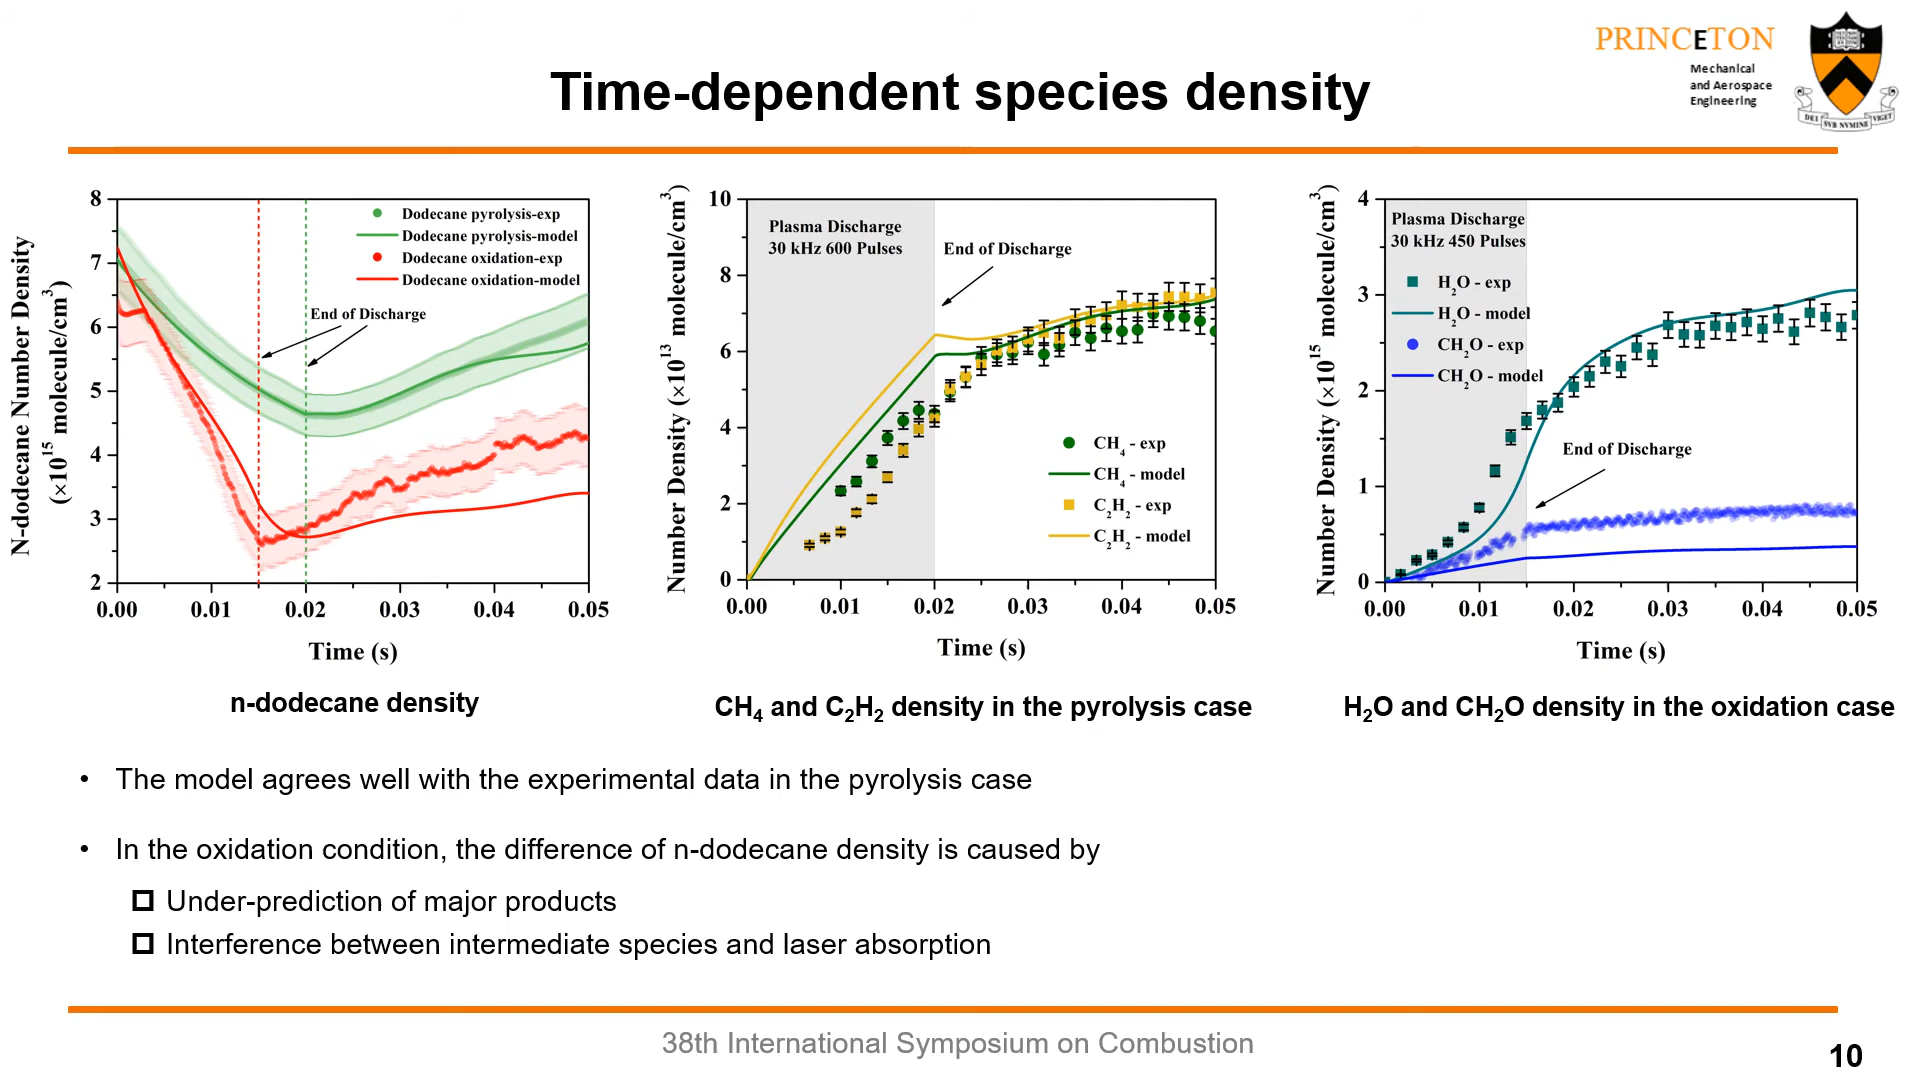 PRINCETON
Mechanical
and Aerospace
Engineering
DEI SVB NVMINE VIGET
Time-dependent species density
N-dodecane Number Density
(×10¹⁵ molecule/cm³)
8
7
6
5
4
3
2
0.00 0.01 0.02 0.03 0.04 0.05
Time (s)
Dodecane pyrolysis-exp
Dodecane pyrolysis-model
Dodecane oxidation-exp
Dodecane oxidation-model
End of Discharge
n-dodecane density
Number Density (×10¹³ molecule/cm³)
10
8
6
4
2
0
0.00 0.01 0.02 0.03 0.04 0.05
Time (s)
Plasma Discharge
30 kHz 600 Pulses
End of Discharge
CH₄ - exp
CH₄ - model
C₂H₂ - exp
C₂H₂ - model
CH₄ and C₂H₂ density in the pyrolysis case
Number Density (×10¹⁵ molecule/cm³)
4
3
2
1
0
0.00 0.01 0.02 0.03 0.04 0.05
Time (s)
Plasma Discharge
30 kHz 450 Pulses
H₂O - exp
H₂O - model
CH₂O - exp
CH₂O - model
End of Discharge
H₂O and CH₂O density in the oxidation case
• The model agrees well with the experimental data in the pyrolysis case
• In the oxidation condition, the difference of n-dodecane density is caused by
Under-prediction of major products
Interference between intermediate species and laser absorption
38th International Symposium on Combustion
10